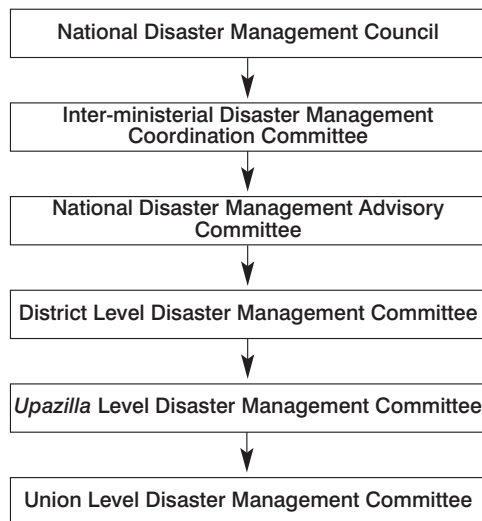 National Disaster Management Council
Inter-ministerial Disaster Management
Coordination Committee
National Disaster Management Advisory
Committee
District Level Disaster Management Committee
Upazilla Level Disaster Management Committee
Union Level Disaster Management Committee